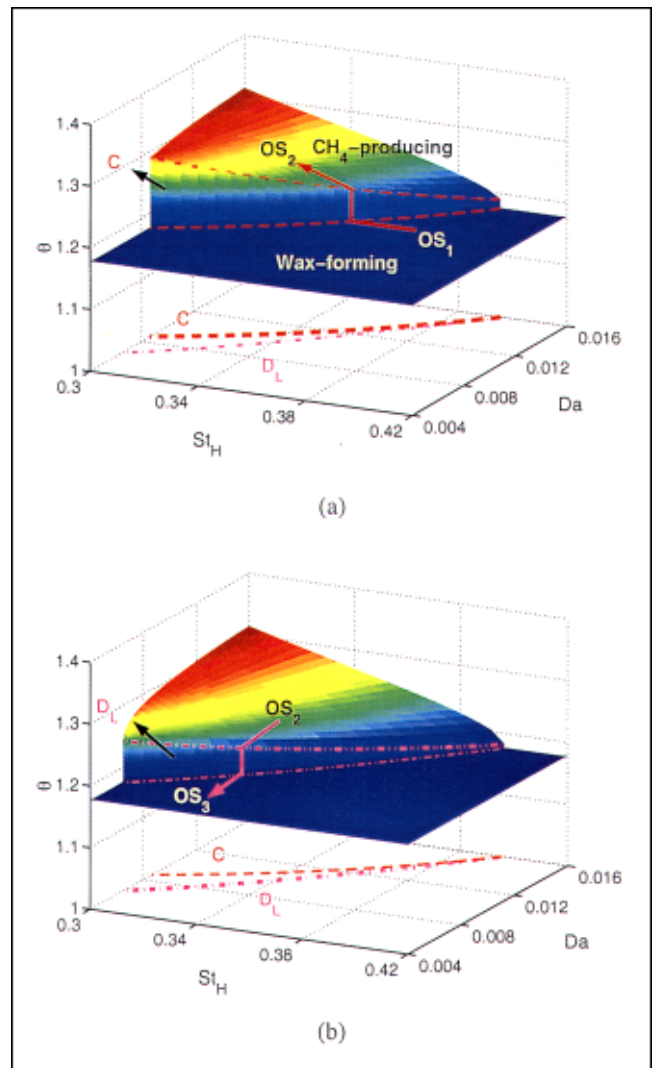 1.4
C
OS2
CH4-producing
1.3
OS1
1.2
Wax-forming
θ
1.1
C
0.016
1
DL
0.012
0.3
0.008
Da
0.34
0.38
0.004
StH
0.42
(a)
1.4
DL
OS2
1.3
OS3
1.2
θ
1.1
C
0.016
1
DL
0.012
0.3
0.008
Da
0.34
0.38
0.004
StH
0.42
(b)